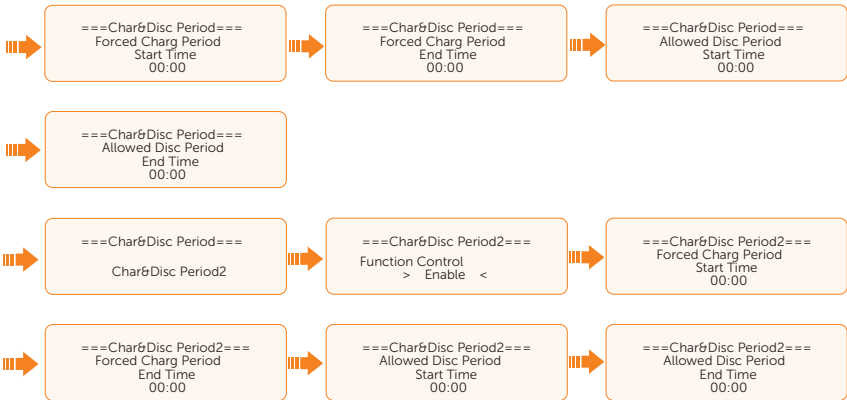 ===Char&Disc Period===
Forced Charg Period
Start Time
00:00
===Char&Disc Period===
Forced Charg Period
End Time
00:00
===Char&Disc Period===
Allowed Disc Period
Start Time
00:00
===Char&Disc Period===
Allowed Disc Period
End Time
00:00
===Char&Disc Period===
Char&Disc Period2
===Char&Disc Period2===
Function Control
> Enable <
===Char&Disc Period2===
Forced Charg Period
Start Time
00:00
===Char&Disc Period2===
Forced Charg Period
End Time
00:00
===Char&Disc Period2===
Allowed Disc Period
Start Time
00:00
===Char&Disc Period2===
Allowed Disc Period
End Time
00:00